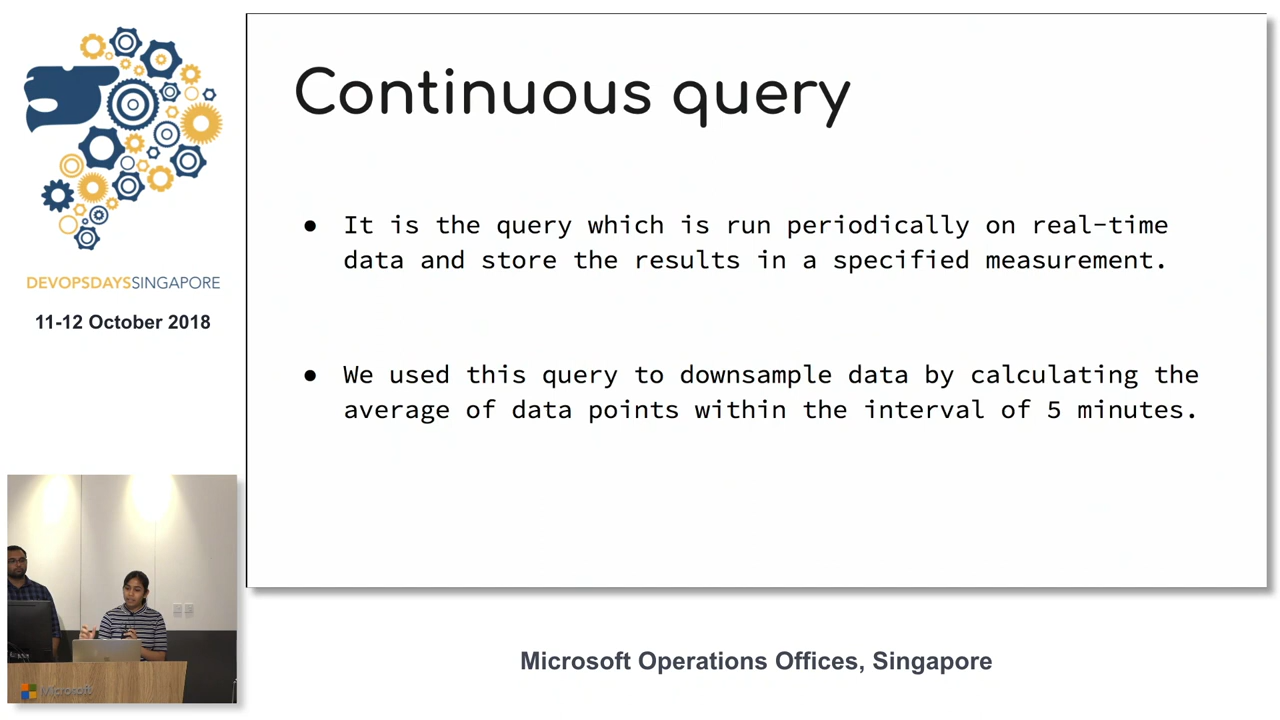 DEVOPSDAYSSINGAPORE
11-12 October 2018
Continuous query
● It is the query which is run periodically on real-time
data and store the results in a specified measurement.
● We used this query to downsample data by calculating the
average of data points within the interval of 5 minutes.
Microsoft
Microsoft Operations Offices, Singapore